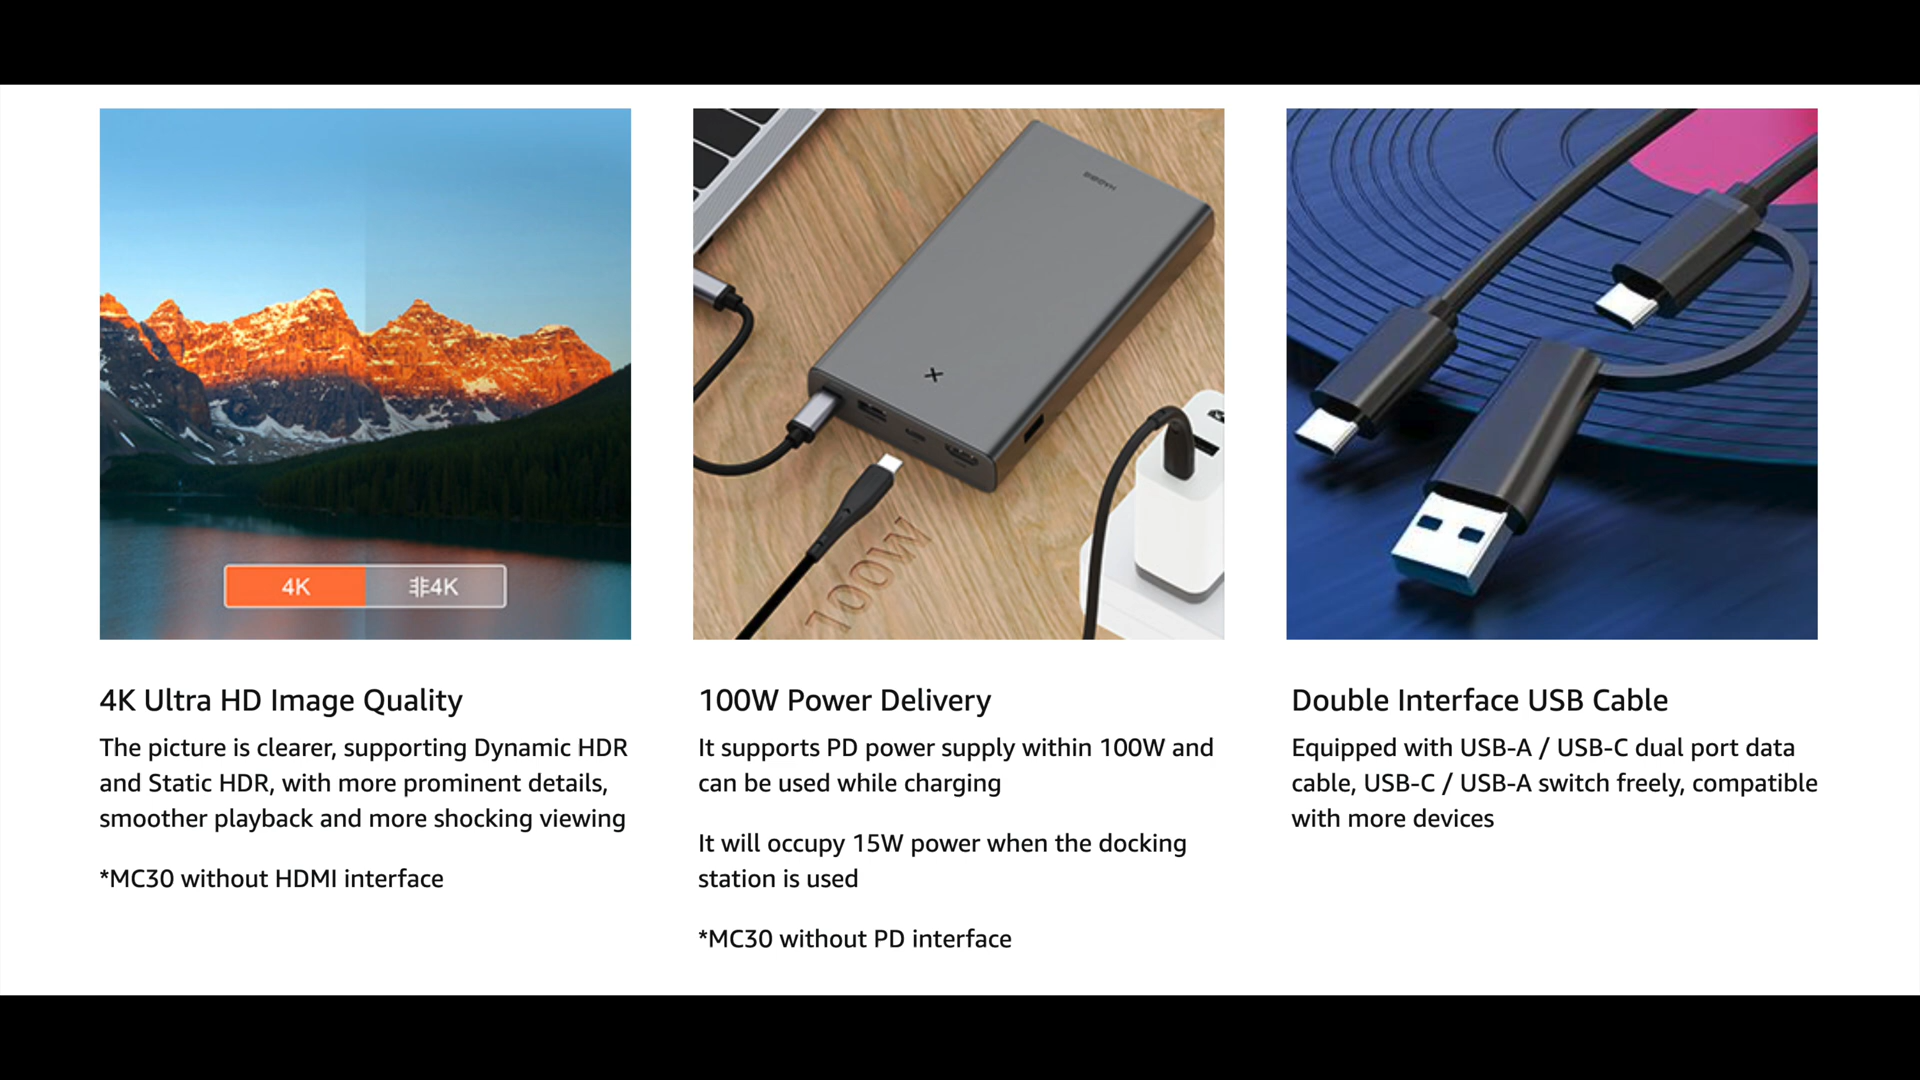 4K
非4K
100W
4K Ultra HD Image Quality
The picture is clearer, supporting Dynamic HDR
and Static HDR, with more prominent details,
smoother playback and more shocking viewing
*MC30 without HDMI interface
100W Power Delivery
It supports PD power supply within 100W and
can be used while charging
It will occupy 15W power when the docking
station is used
*MC30 without PD interface
Double Interface USB Cable
Equipped with USB-A / USB-C dual port data
cable, USB-C / USB-A switch freely, compatible
with more devices